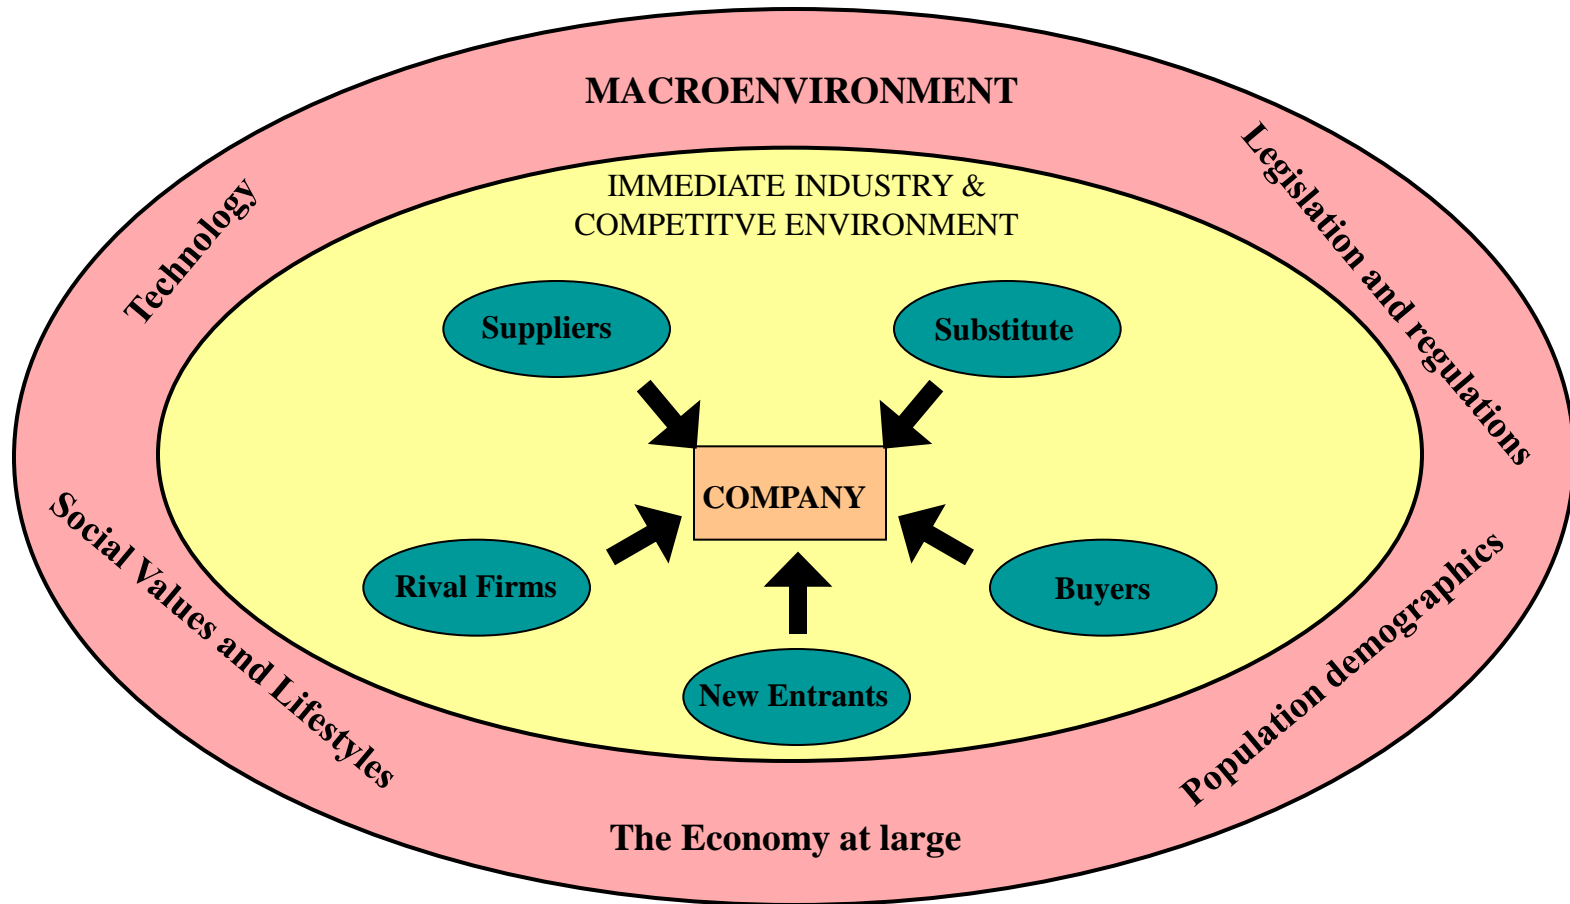 MACROENVIRONMENT
Legislation and regulations
Technology
IMMEDIATE INDUSTRY &
COMPETITVE ENVIRONMENT
Suppliers
Substitute
COMPANY
Rival Firms
Buyers
New Entrants
Social Values and Lifestyles
Population demographics
The Economy at large